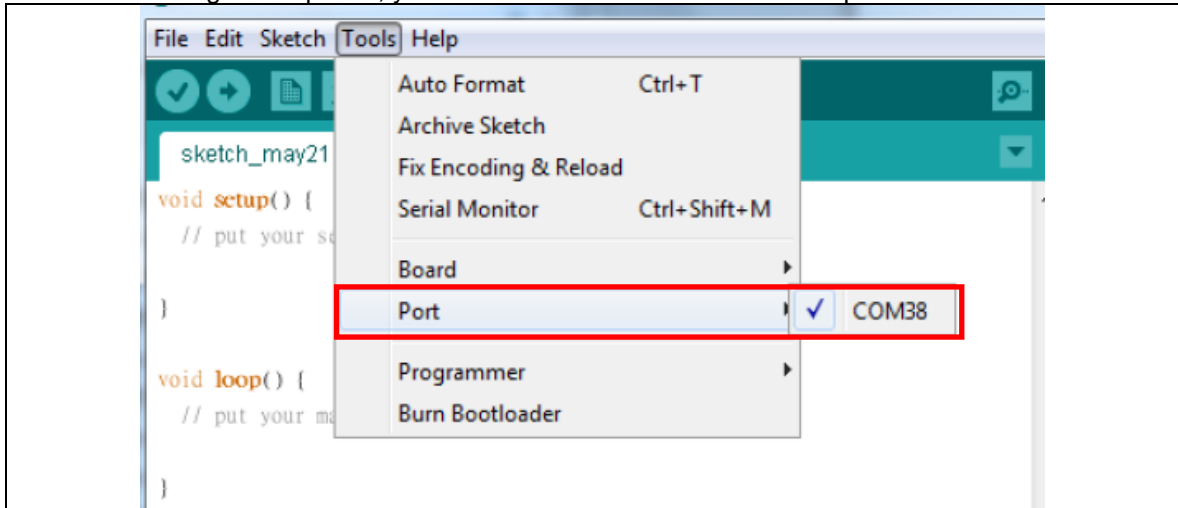 File Edit Sketch Tools Help
Auto Format Ctrl+T
Archive Sketch
sketch_may21
Fix Encoding & Reload
void setup() {
Serial Monitor Ctrl+Shift+M
// put your se
Board
}
Port ✓ COM38
Programmer
void loop() {
// put your ma
Burn Bootloader
}